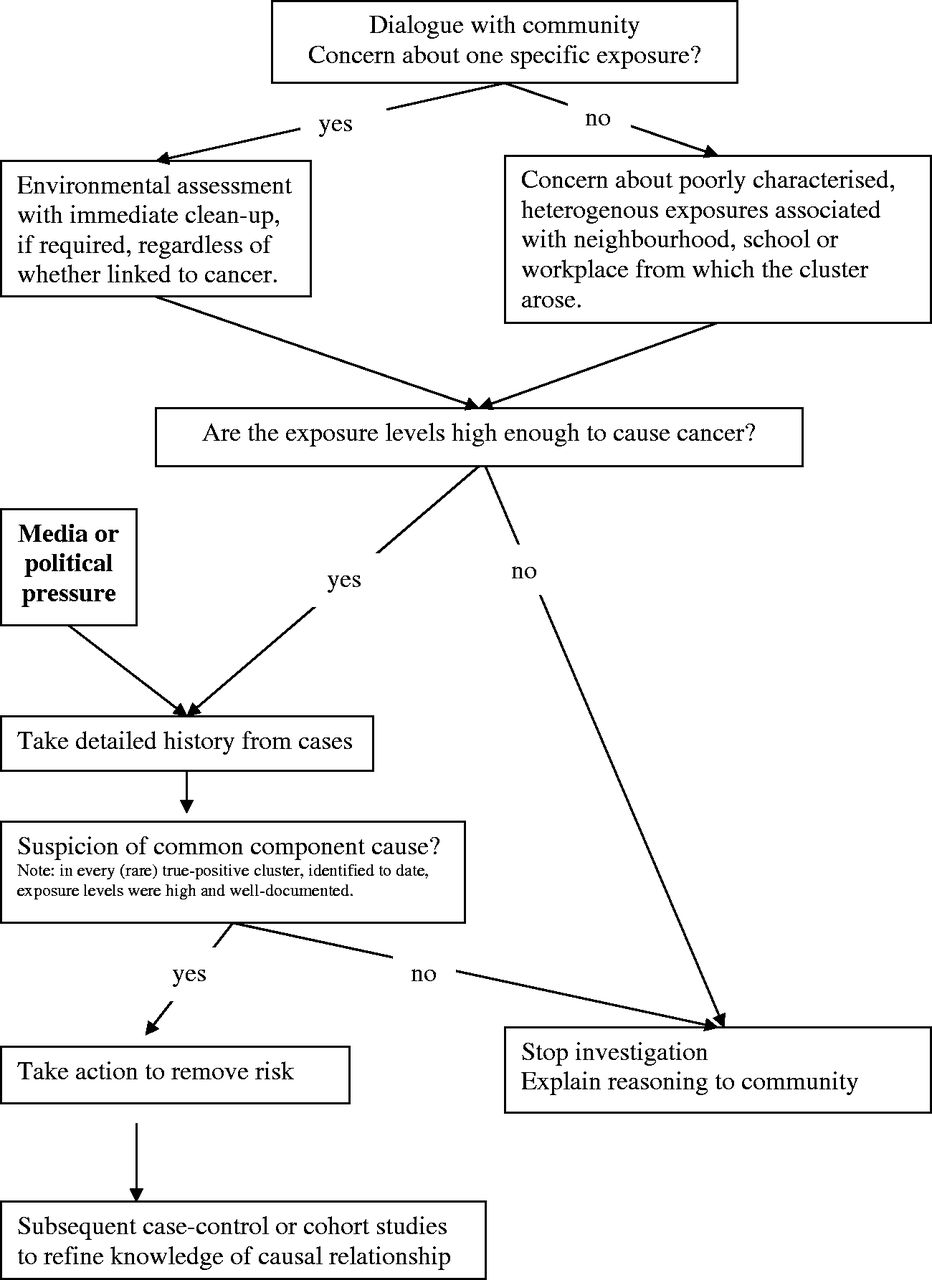 Dialogue with community
Concern about one specific exposure?
yes
no
Environmental assessment
with immediate clean-up,
if required, regardless of
whether linked to cancer.
Concern about poorly characterised,
heterogenous exposures associated
with neighbourhood, school or
workplace from which the cluster
arose.
Are the exposure levels high enough to cause cancer?
Media or
political
pressure
yes
no
Take detailed history from cases
Suspicion of common component cause?
Note: in every (rare) true-positive cluster, identified to date,
exposure levels were high and well-documented.
yes
no
Take action to remove risk
Stop investigation
Explain reasoning to community
Subsequent case-control or cohort studies
to refine knowledge of causal relationship